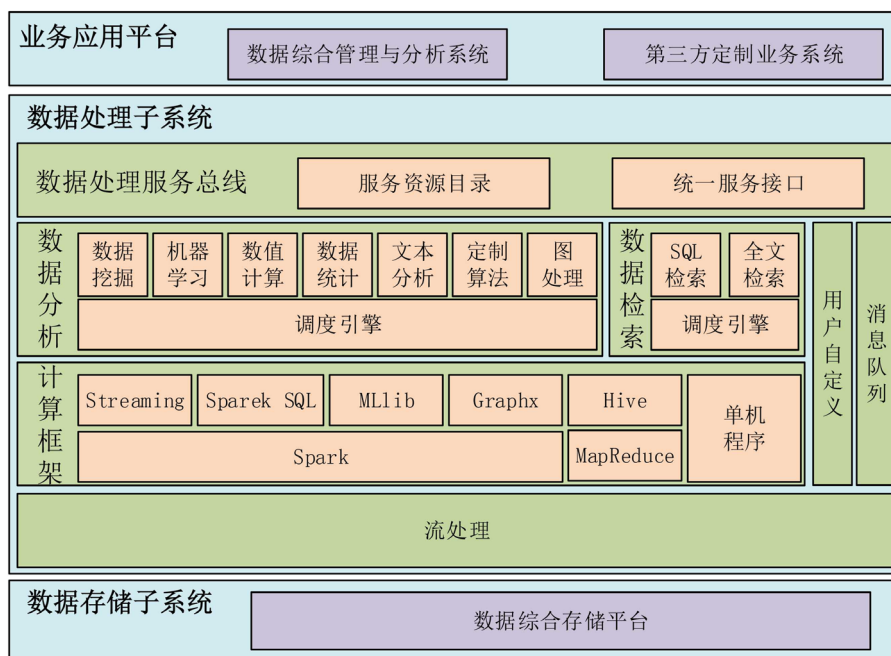 业务应用平台
数据综合管理与分析系统
第三方定制业务系统
数据处理子系统
数据处理服务总线
服务资源目录
统一服务接口
数据分析
数据挖掘
机器学习
数值计算
数据统计
文本分析
定制算法
图处理
调度引擎
数据检索
SQL检索
全文检索
调度引擎
用户自定义
消息队列
计算框架
Streaming
Sparek SQL
MLlib
Graphx
Hive
单机程序
Spark
MapReduce
流处理
数据存储子系统
数据综合存储平台